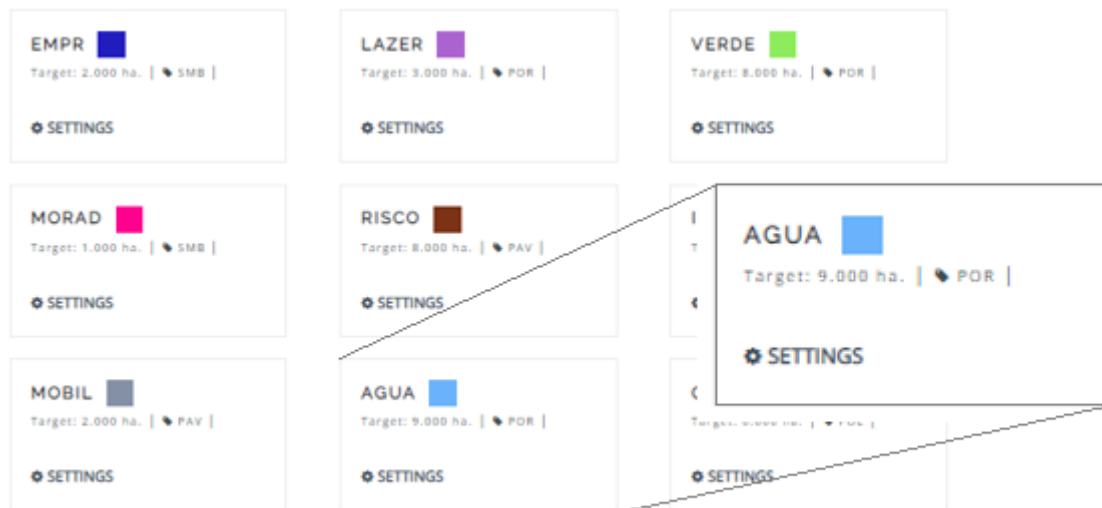 EMPR
Target: 2.000 ha. | SMB |
SETTINGS
LAZER
Target: 3.000 ha. | POR |
SETTINGS
VERDE
Target: 8.000 ha. | POR |
SETTINGS
MORAD
Target: 1.000 ha. | SMB |
SETTINGS
RISCO
Target: 8.000 ha. | PAV |
SETTINGS
AGUA
Target: 9.000 ha. | POR |
SETTINGS
MOBIL
Target: 2.000 ha. | PAV |
SETTINGS
AGUA
Target: 9.000 ha. | POR |
SETTINGS
SETTINGS